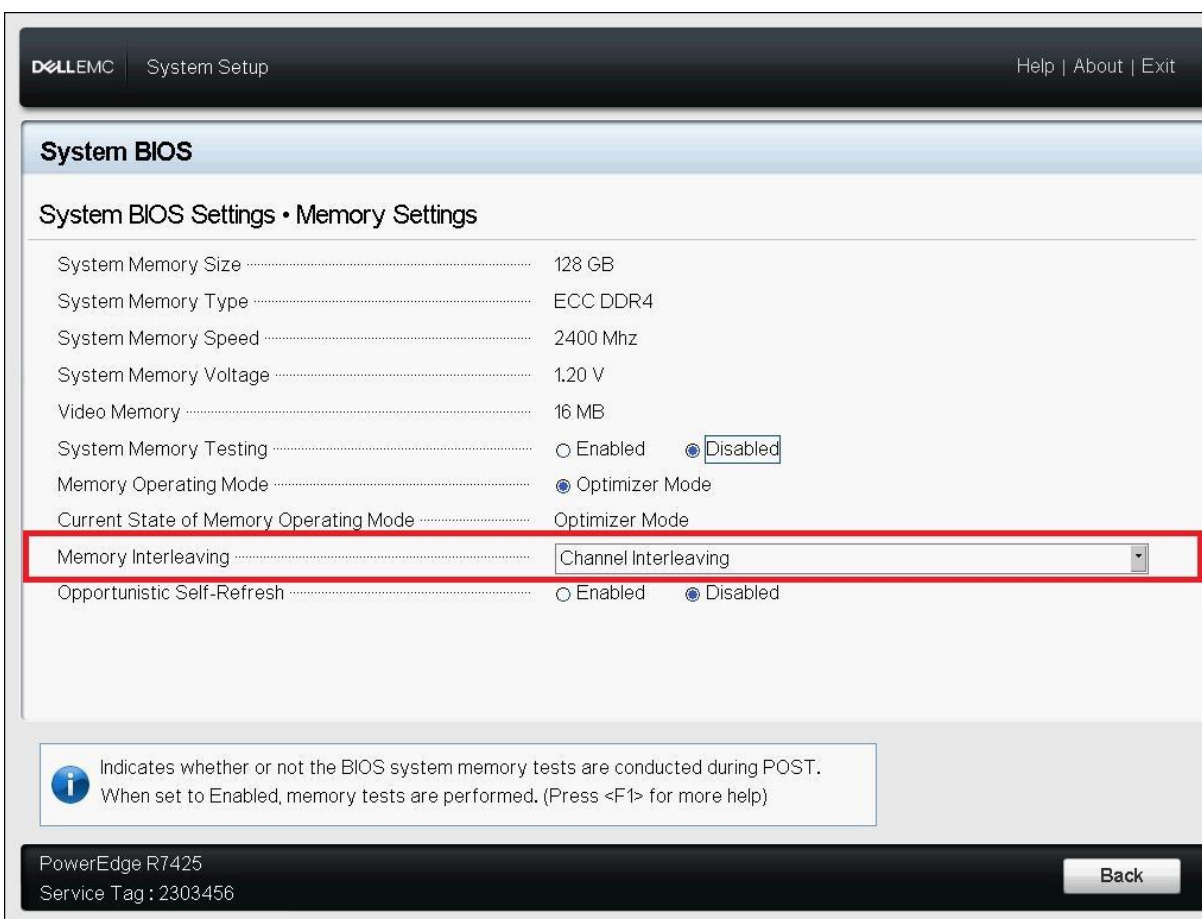 DELLEMC System Setup Help | About | Exit
System BIOS
System BIOS Settings • Memory Settings
System Memory Size 128 GB
System Memory Type ECC DDR4
System Memory Speed 2400 Mhz
System Memory Voltage 1.20 V
Video Memory 16 MB
System Memory Testing Enabled Disabled
Memory Operating Mode Optimizer Mode
Current State of Memory Operating Mode Optimizer Mode
Memory Interleaving Channel Interleaving
Opportunistic Self-Refresh Enabled Disabled
Indicates whether or not the BIOS system memory tests are conducted during POST.
When set to Enabled, memory tests are performed. (Press <F1> for more help)
PowerEdge R7425
Service Tag : 2303456
Back